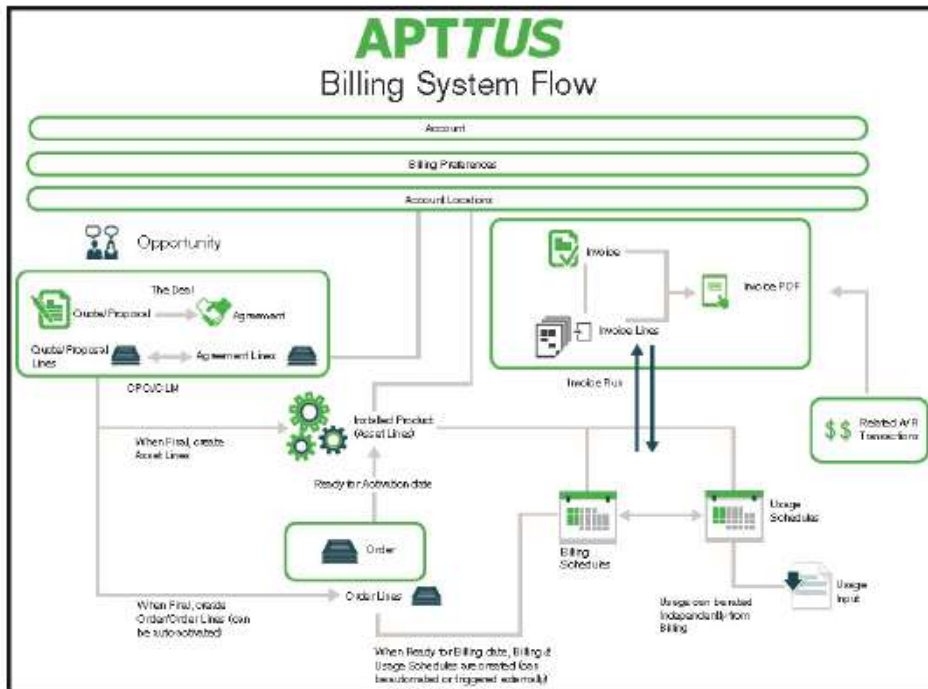 APTTUS
Billing System Flow
Account
Billing Preferences
Account Locations
Opportunity
The Deal
Quote/Proposal
Agreement
Quote/Proposal
Lines
Agreement Lines
CPQ/CLM
Invoice
Invoice PDF
Invoice Lines
Invoice Run
$$ Related A/R
Transactions
When Final, create
Asset Lines
Installed Product
(Asset Lines)
Ready for Activation date
Order
Order Lines
Billing
Schedules
Usage
Schedules
Usage
Input
Usage can be rated
Independently from
Billing
When Final, create
Order/Order Lines (can
be autoactivated)
When Ready for Billing date, Billing &
Usage Schedules are created (can
be automated or triggered externally)